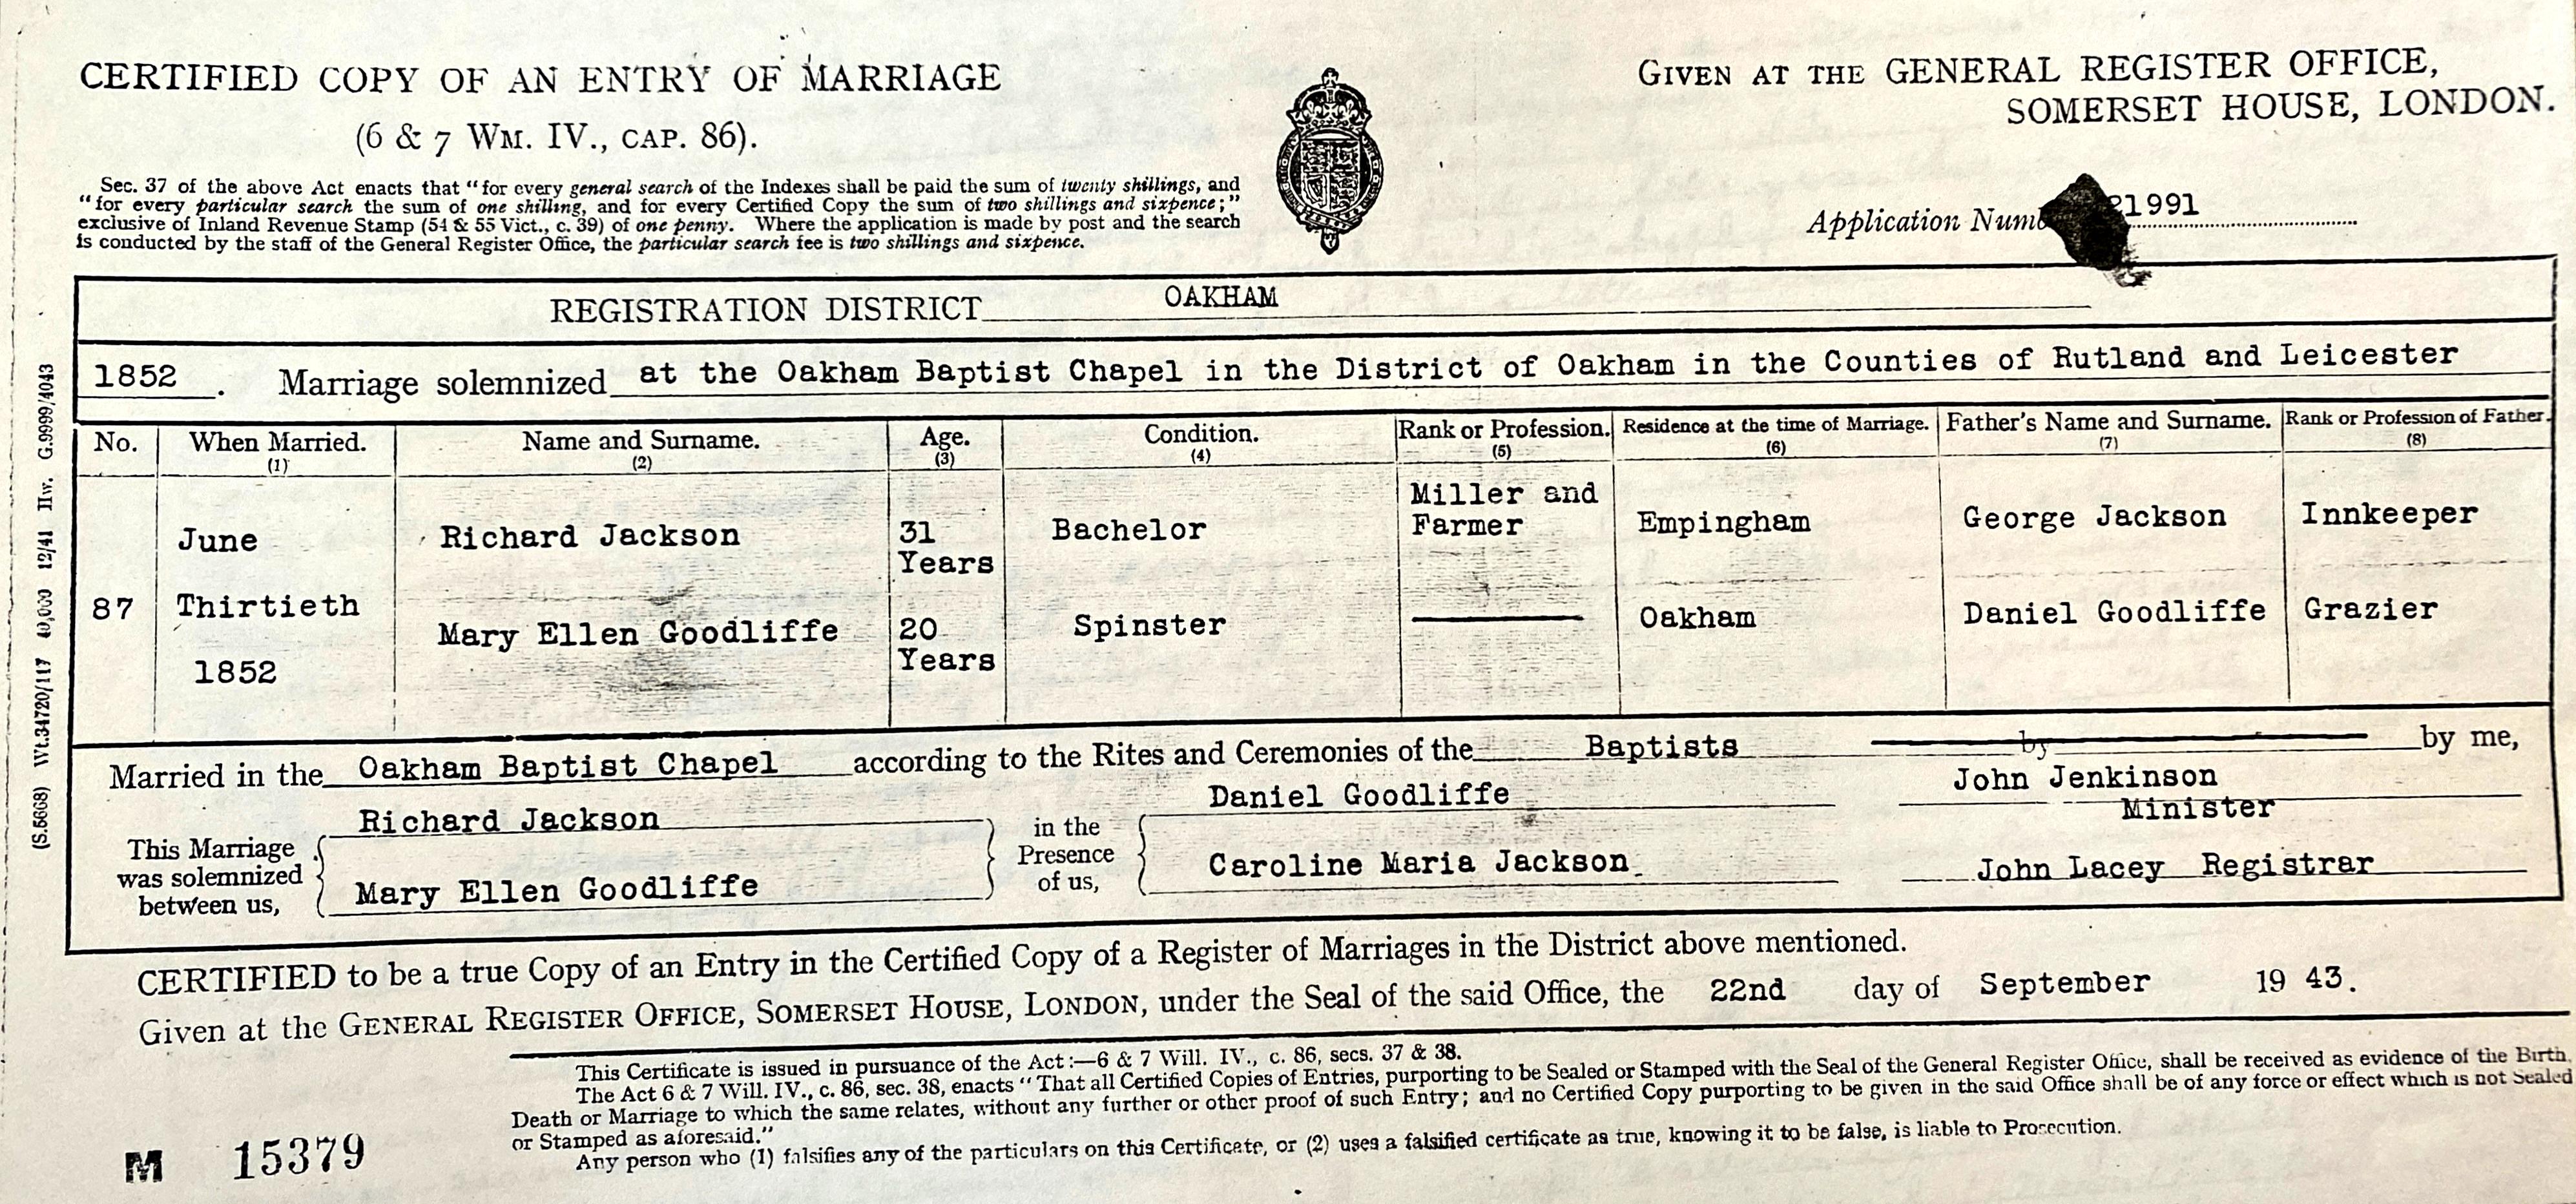 CERTIFIED COPY OF AN ENTRY OF MARRIAGE
(6 & 7 WM. IV., CAP. 86).
GIVEN AT THE GENERAL REGISTER OFFICE,
SOMERSET HOUSE, LONDON.
Sec. 37 of the above Act enacts that "for every general search of the Indexes shall be paid the sum of twenty shillings, and
"for every particular search the sum of one shilling, and for every Certified Copy the sum of two shillings and sixpence;"
exclusive of Inland Revenue Stamp (54 & 55 Vict., c. 39) of one penny. Where the application is made by post and the search
is conducted by the staff of the General Register Office, the particular search fee is two shillings and sixpence.
Application 1991
REGISTRATION DISTRICT OAKHAM
1852. Marriage solemnized at the Oakham Baptist Chapel in the District of Oakham in the Counties of Rutland and Leicester
No. When Married. Name and Surname. Age. Condition. Rank or Profession. Residence at the time of Marriage. Father's Name and Surname. Rank or Profession of Father.
(1) (2) (3) (4) (5) (6) (7) (8)
Miller and
June Richard Jackson 31 Bachelor Farmer Empingham George Jackson Innkeeper
Years
87 Thirtieth Mary Ellen Goodliffe 20 Spinster Oakham Daniel Goodliffe Grazier
Years
1852
Married in the Oakham Baptist Chapel according to the Rites and Ceremonies of the Baptists by by me,
Richard Jackson Daniel Goodliffe John Jenkinson
Minister
This Marriage was solemnized between us,
in the Presence of us,
Mary Ellen Goodliffe Caroline Maria Jackson John Lacey Registrar
CERTIFIED to be a true Copy of an Entry in the Certified Copy of a Register of Marriages in the District above mentioned.
Given at the GENERAL REGISTER OFFICE, SOMERSET HOUSE, LONDON, under the Seal of the said Office, the 22nd day of September 19 43.
This Certificate is issued in pursuance of the Act:—6 & 7 Will. IV., c. 86, secs. 37 & 38.
The Act 6 & 7 Will. IV., c. 86, sec. 38, enacts "That all Certified Copies of Entries, purporting to be Sealed or Stamped with the Seal of the General Register Office, shall be received as evidence of the Birth,
Death or Marriage to which the same relates, without any further or other proof of such Entry; and no Certified Copy purporting to be given in the said Office shall be of any force or effect which is not Sealed
or Stamped as aforesaid."
Any person who (1) falsifies any of the particulars on this Certificate, or (2) uses a falsified certificate as true, knowing it to be false, is liable to Prosecution.
M 15379
(S.5668) Wt.34720/117 40,000 12/41 Hw. G.9999/4043